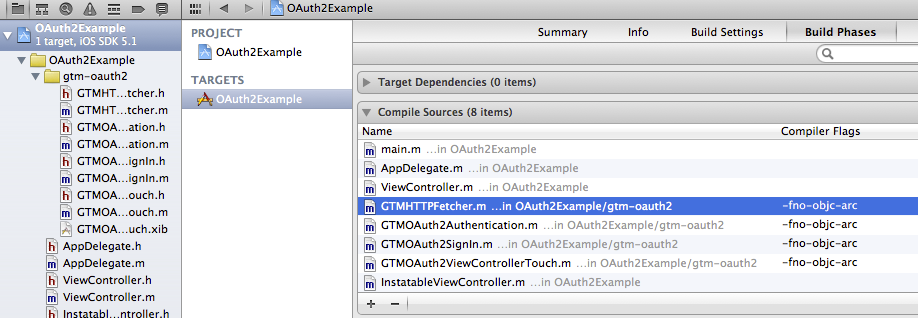 OAuth2Example
OAuth2Example
1 target, iOS SDK 5.1
OAuth2Example
gtm-oauth2
GTMHT...tcher.h
GTMHT...tcher.m
GTMOA...ation.h
GTMOA...ation.m
GTMOA...ignIn.h
GTMOA...ignIn.m
GTMOA...ouch.h
GTMOA...ouch.m
GTMOA...uch.xib
AppDelegate.h
AppDelegate.m
ViewController.h
ViewController.m
Instatabl...ntroller.h
PROJECT
OAuth2Example
TARGETS
OAuth2Example
Summary Info Build Settings Build Phases
Target Dependencies (0 items)
Compile Sources (8 items)
Name Compiler Flags
main.m ...in OAuth2Example
AppDelegate.m ...in OAuth2Example
ViewController.m ...in OAuth2Example
GTMHTTPFetcher.m ...in OAuth2Example/gtm-oauth2 -fno-objc-arc
GTMOAuth2Authentication.m ...in OAuth2Example/gtm-oauth2 -fno-objc-arc
GTMOAuth2SignIn.m ...in OAuth2Example/gtm-oauth2 -fno-objc-arc
GTMOAuth2ViewControllerTouch.m ...in OAuth2Example/gtm-oauth2 -fno-objc-arc
InstatableViewController.m ...in OAuth2Example